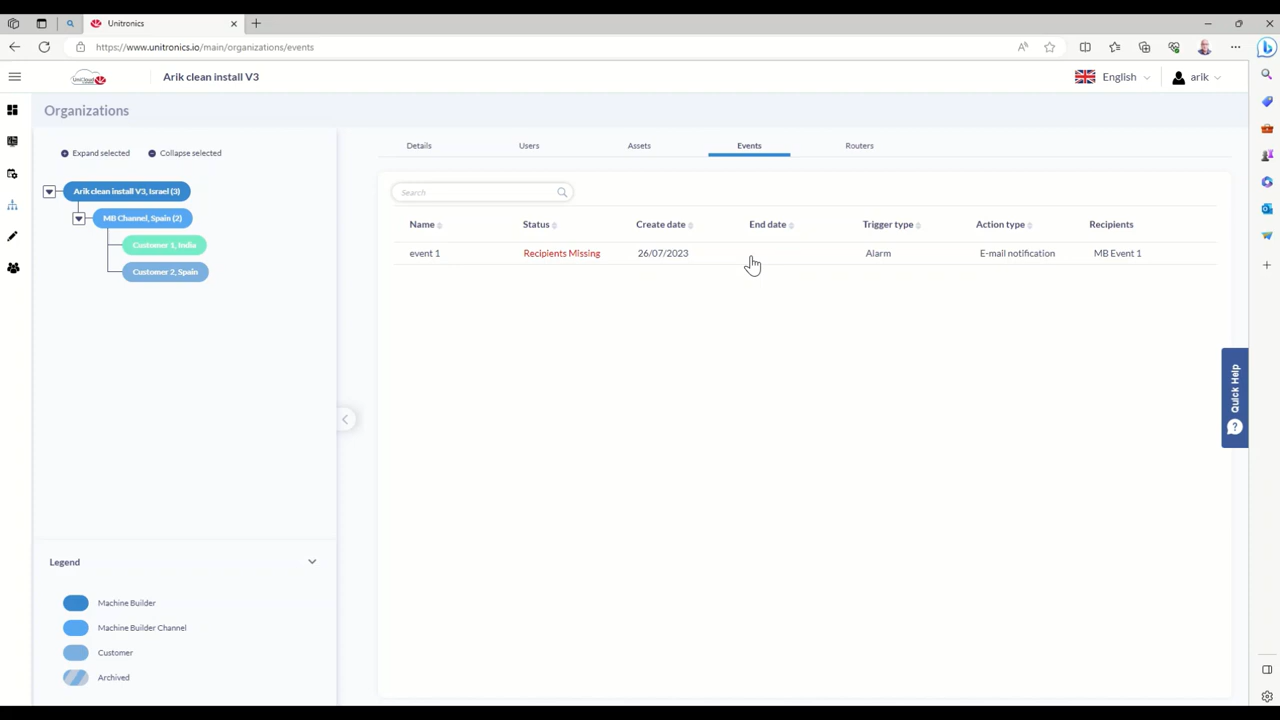 Unitronics
https://www.unitronics.io/main/organizations/events
UniCloud
Arik clean install V3
English
arik
Organizations
Expand selected
Collapse selected
Arik clean install V3, Israel (3)
MB Channel, Spain (2)
Customer 1, India
Customer 2, Spain
Details
Users
Assets
Events
Routers
Search
Name
Status
Create date
End date
Trigger type
Action type
Recipients
event 1
Recipients Missing
26/07/2023
Alarm
E-mail notification
MB Event 1
Quick Help
Legend
Machine Builder
Machine Builder Channel
Customer
Archived